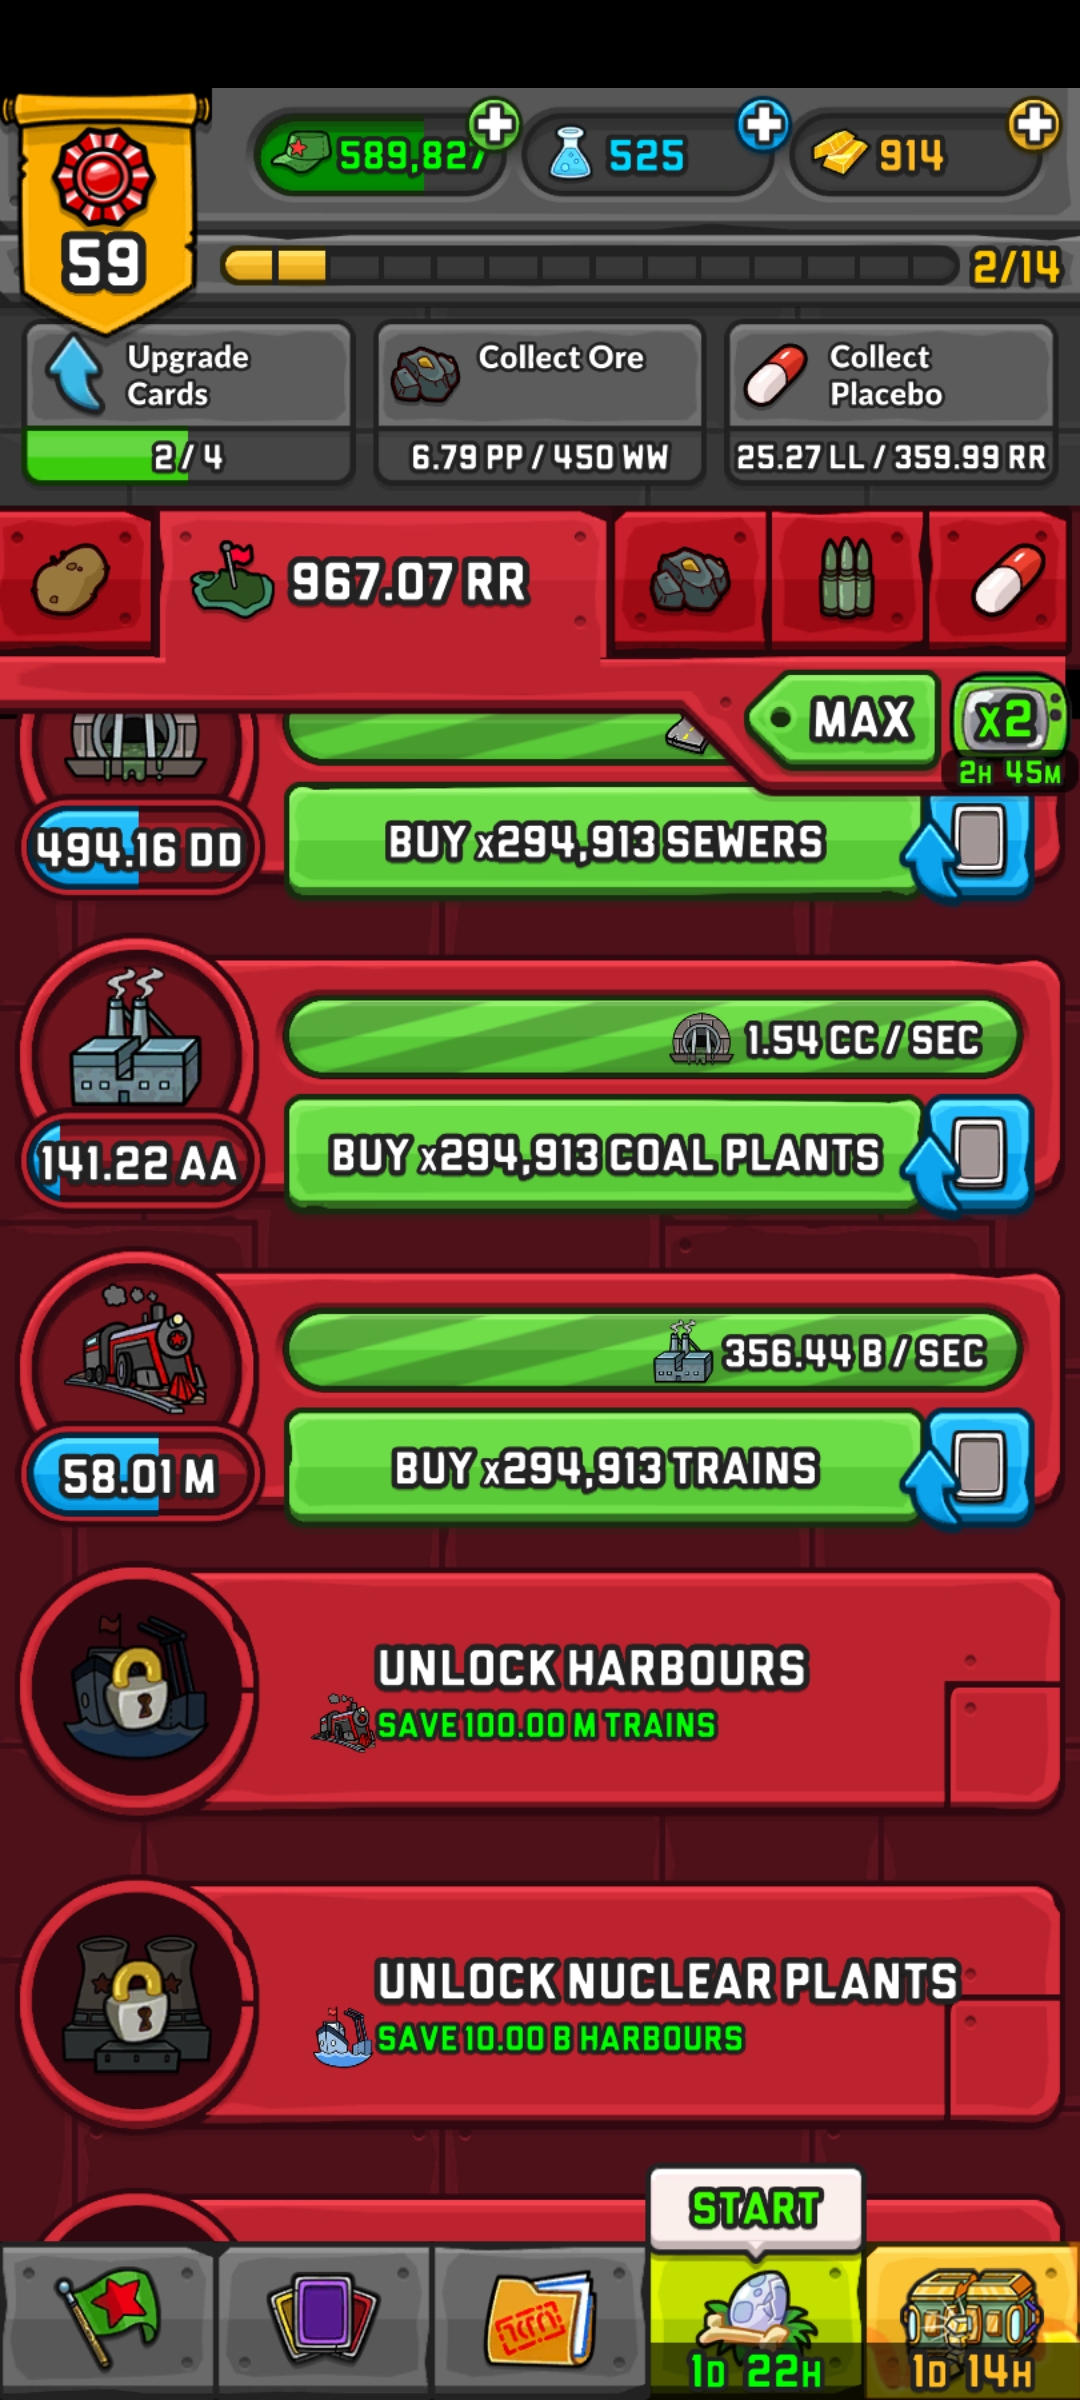 589,827
525
914
59
2/14
Upgrade
Cards
2/4
Collect Ore
6.79 PP / 450 WW
Collect
Placebo
25.27 LL / 359.99 RR
967.07 RR
MAX
x2
2H 45M
494.16 DD
BUY x294,913 SEWERS
1.54 CC / SEC
141.22 AA
BUY x294,913 COAL PLANTS
356.44 B / SEC
58.01 M
BUY x294,913 TRAINS
UNLOCK HARBOURS
SAVE 100.00 M TRAINS
UNLOCK NUCLEAR PLANTS
SAVE 10.00 B HARBOURS
START
1D 22H
1D 14H